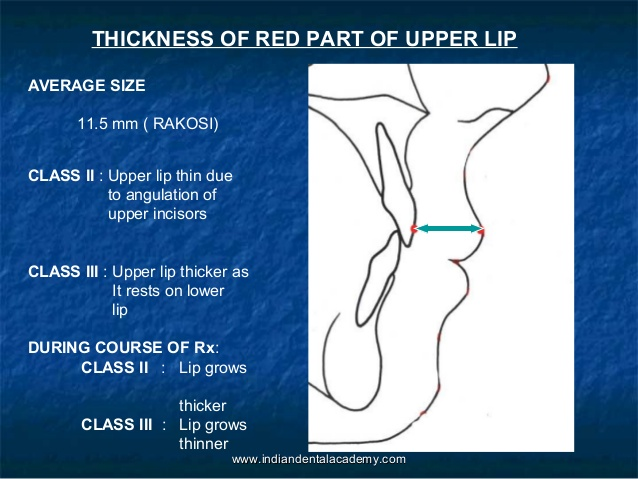 THICKNESS OF RED PART OF UPPER LIP
AVERAGE SIZE
11.5 mm ( RAKOSI)
CLASS II : Upper lip thin due
to angulation of
upper incisors
CLASS III : Upper lip thicker as
It rests on lower
lip
DURING COURSE OF Rx:
CLASS II : Lip grows
thicker
CLASS III : Lip grows
thinner
www.indiandentalacademy.com